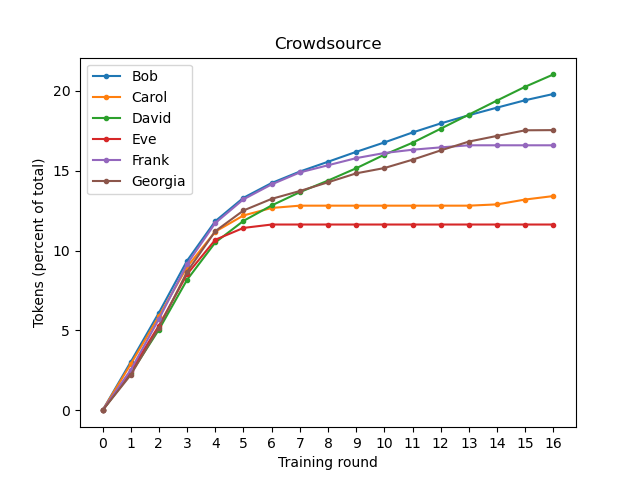 Crowdsource
Bob
Carol
David
Eve
Frank
Georgia
Tokens (percent of total)
20
15
10
5
0
0 1 2 3 4 5 6 7 8 9 10 11 12 13 14 15 16
Training round